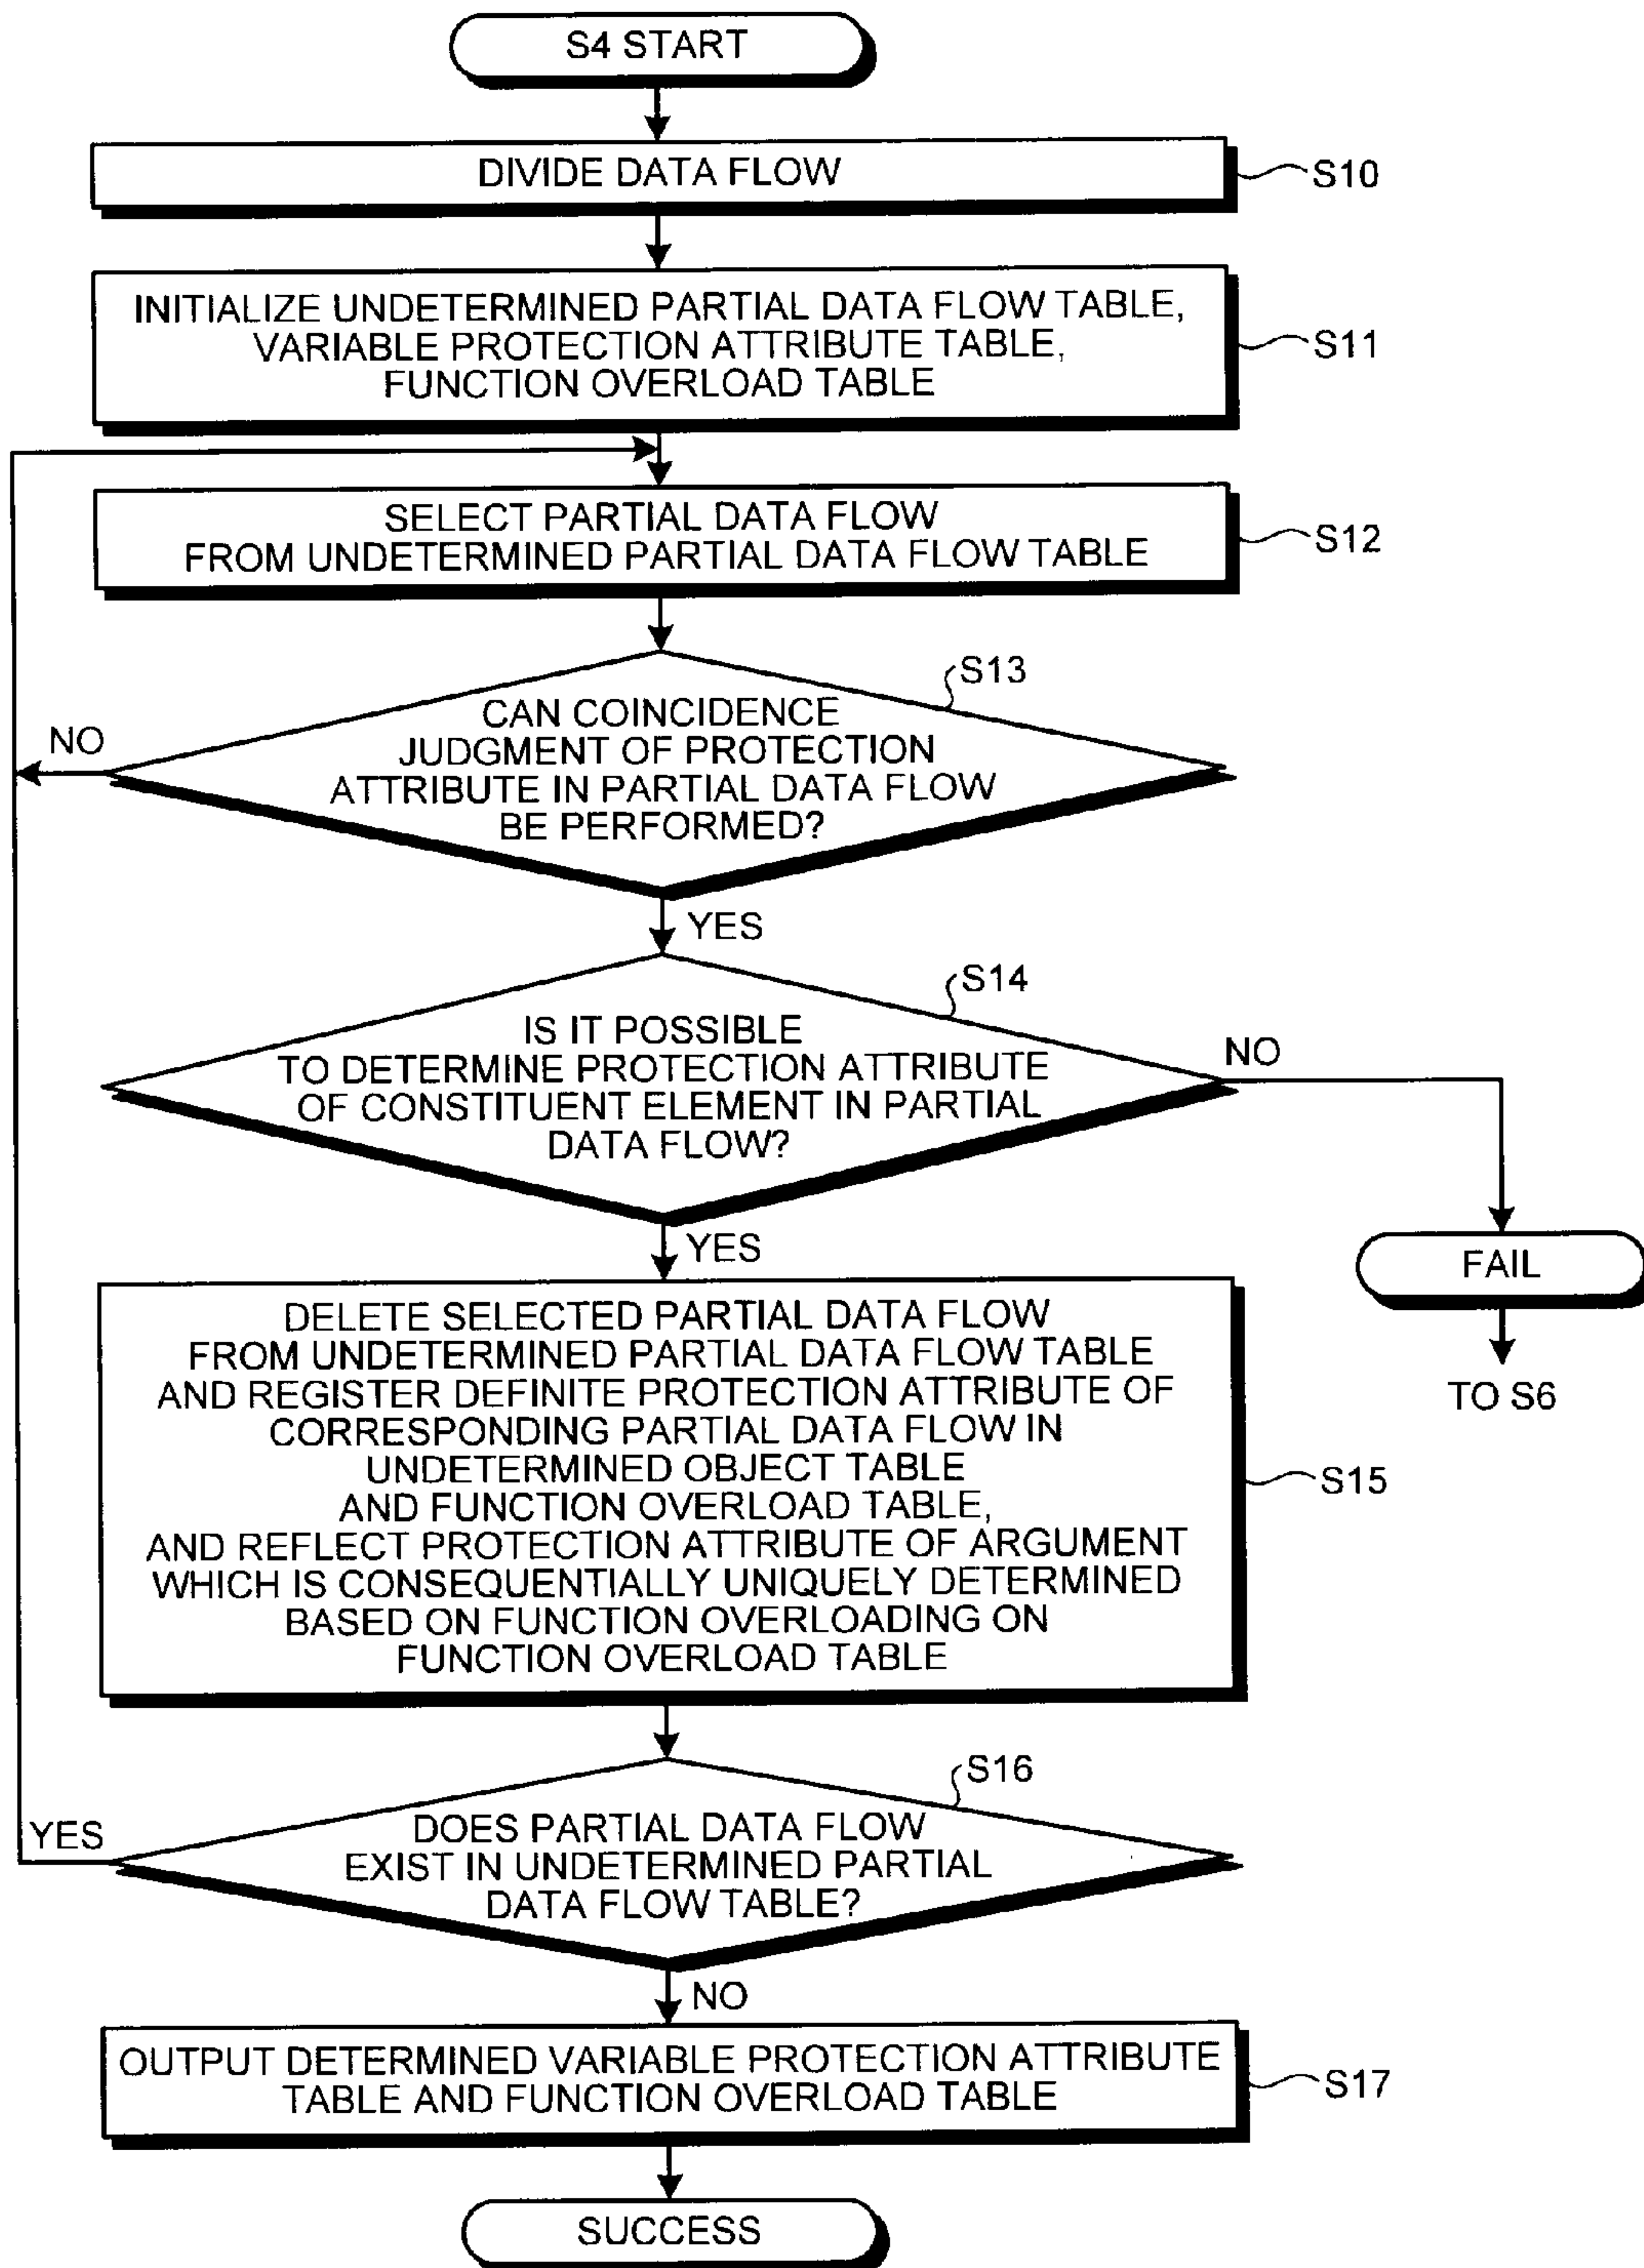 S4 START
DIVIDE DATA FLOW
S10
INITIALIZE UNDETERMINED PARTIAL DATA FLOW TABLE,
VARIABLE PROTECTION ATTRIBUTE TABLE,
FUNCTION OVERLOAD TABLE
S11
SELECT PARTIAL DATA FLOW
FROM UNDETERMINED PARTIAL DATA FLOW TABLE
S12
S13
CAN COINCIDENCE
JUDGMENT OF PROTECTION
ATTRIBUTE IN PARTIAL DATA FLOW
BE PERFORMED?
NO
YES
S14
IS IT POSSIBLE
TO DETERMINE PROTECTION ATTRIBUTE
OF CONSTITUENT ELEMENT IN PARTIAL
DATA FLOW?
NO
YES
FAIL
TO S6
DELETE SELECTED PARTIAL DATA FLOW
FROM UNDETERMINED PARTIAL DATA FLOW TABLE
AND REGISTER DEFINITE PROTECTION ATTRIBUTE OF
CORRESPONDING PARTIAL DATA FLOW IN
UNDETERMINED OBJECT TABLE
AND FUNCTION OVERLOAD TABLE,
AND REFLECT PROTECTION ATTRIBUTE OF ARGUMENT
WHICH IS CONSEQUENTIALLY UNIQUELY DETERMINED
BASED ON FUNCTION OVERLOADING ON
FUNCTION OVERLOAD TABLE
S15
S16
DOES PARTIAL DATA FLOW
EXIST IN UNDETERMINED PARTIAL
DATA FLOW TABLE?
YES
NO
OUTPUT DETERMINED VARIABLE PROTECTION ATTRIBUTE
TABLE AND FUNCTION OVERLOAD TABLE
S17
SUCCESS